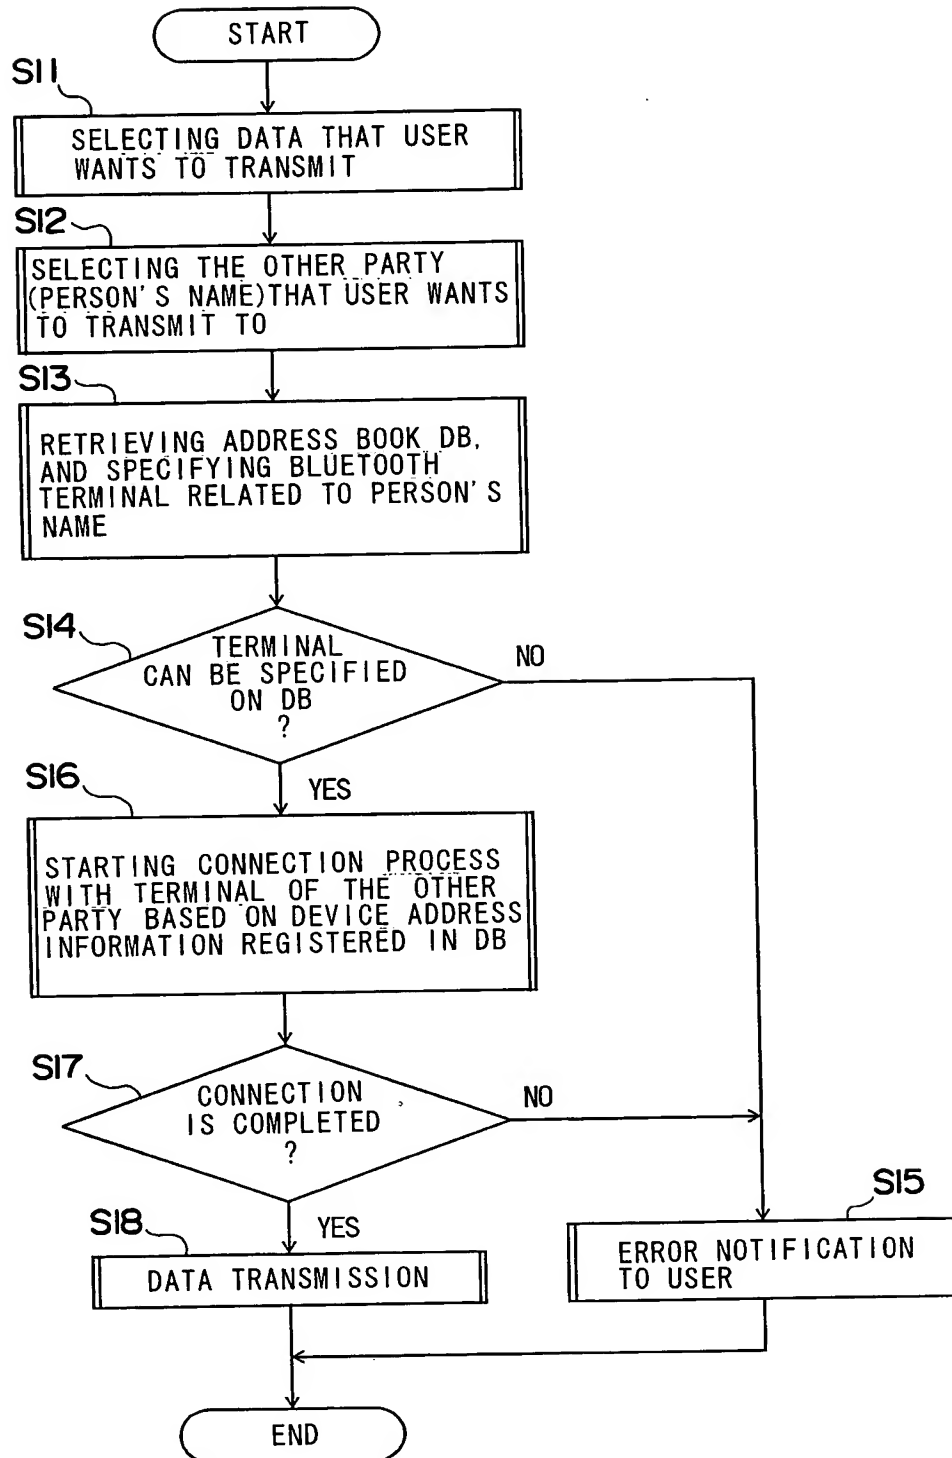 START
S11
SELECTING DATA THAT USER
WANTS TO TRANSMIT
S12
SELECTING THE OTHER PARTY
(PERSON'S NAME)THAT USER WANTS
TO TRANSMIT TO
S13
RETRIEVING ADDRESS BOOK DB,
AND SPECIFYING BLUETOOTH
TERMINAL RELATED TO PERSON'S
NAME
S14
TERMINAL
CAN BE SPECIFIED
ON DB
?
NO
YES
S16
STARTING CONNECTION PROCESS
WITH TERMINAL OF THE OTHER
PARTY BASED ON DEVICE ADDRESS
INFORMATION REGISTERED IN DB
S17
CONNECTION
IS COMPLETED
?
NO
YES
S15
ERROR NOTIFICATION
TO USER
S18
DATA TRANSMISSION
END